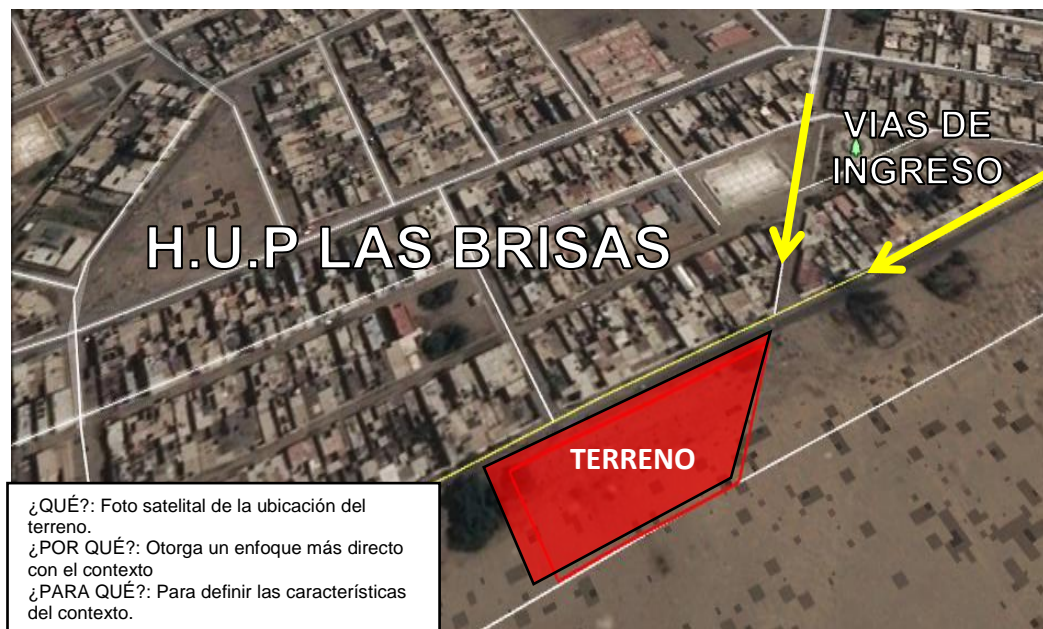 VIAS DE
INGRESO
H.U.P LAS BRISAS
TERRENO
¿QUÉ?: Foto satelital de la ubicación del
terreno.
¿POR QUÉ?: Otorga un enfoque más directo
con el contexto
¿PARA QUÉ?: Para definir las características
del contexto.